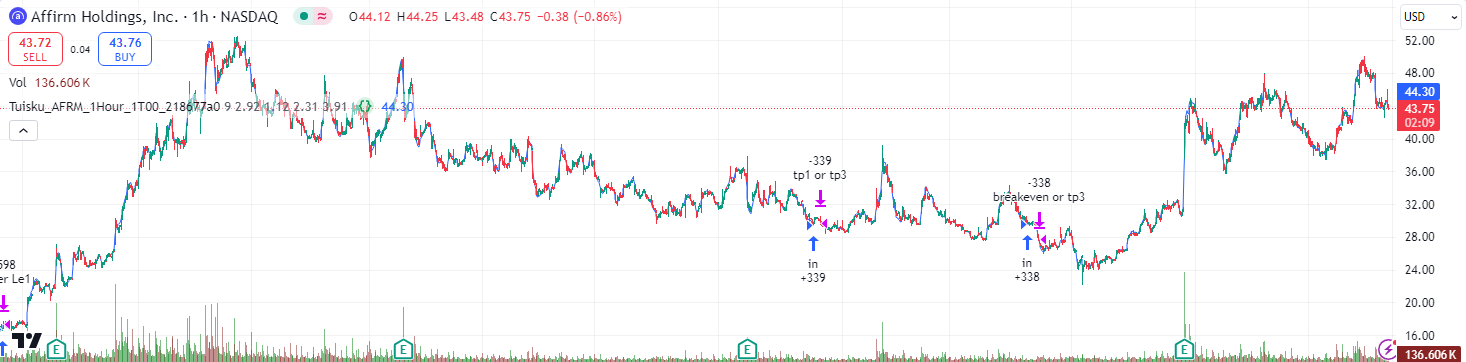 Affirm Holdings, Inc. · 1h · NASDAQ
O44.12 H44.25 L43.48 C43.75 −0.38 (−0.86%)
USD
43.72
SELL
0.04
43.76
BUY
Vol 136.606 K
Tuisku_AFRM_1Hour_1T00_218677a0 9 2.92 1.12 2.31 3.91 {} 44.30
52.00
48.00
44.30
43.75
02:09
40.00
36.00
32.00
28.00
24.00
20.00
16.00
136.606 K
-339
tp1 or tp3
in
+339
-338
breakeven or tp3
in
+338
598
er Le1
E
E
E
E